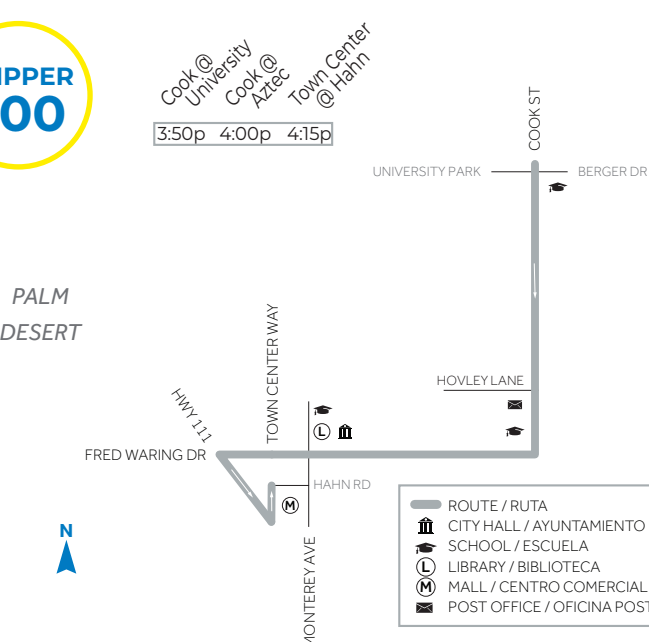 IPPER
00
Cook @
University
Cook @
Aztec
Town Center
@ Hahn
3:50p 4:00p 4:15p
COOK ST
UNIVERSITY PARK
BERGER DR
PALM
DESERT
TOWN CENTER WAY
HOVLEY LANE
HWY 111
L
FRED WARING DR
HAHN RD
M
N
MONTEREY AVE
ROUTE / RUTA
CITY HALL / AYUNTAMIENTO
SCHOOL / ESCUELA
L LIBRARY / BIBLIOTECA
M MALL / CENTRO COMERCIAL
POST OFFICE / OFICINA POST